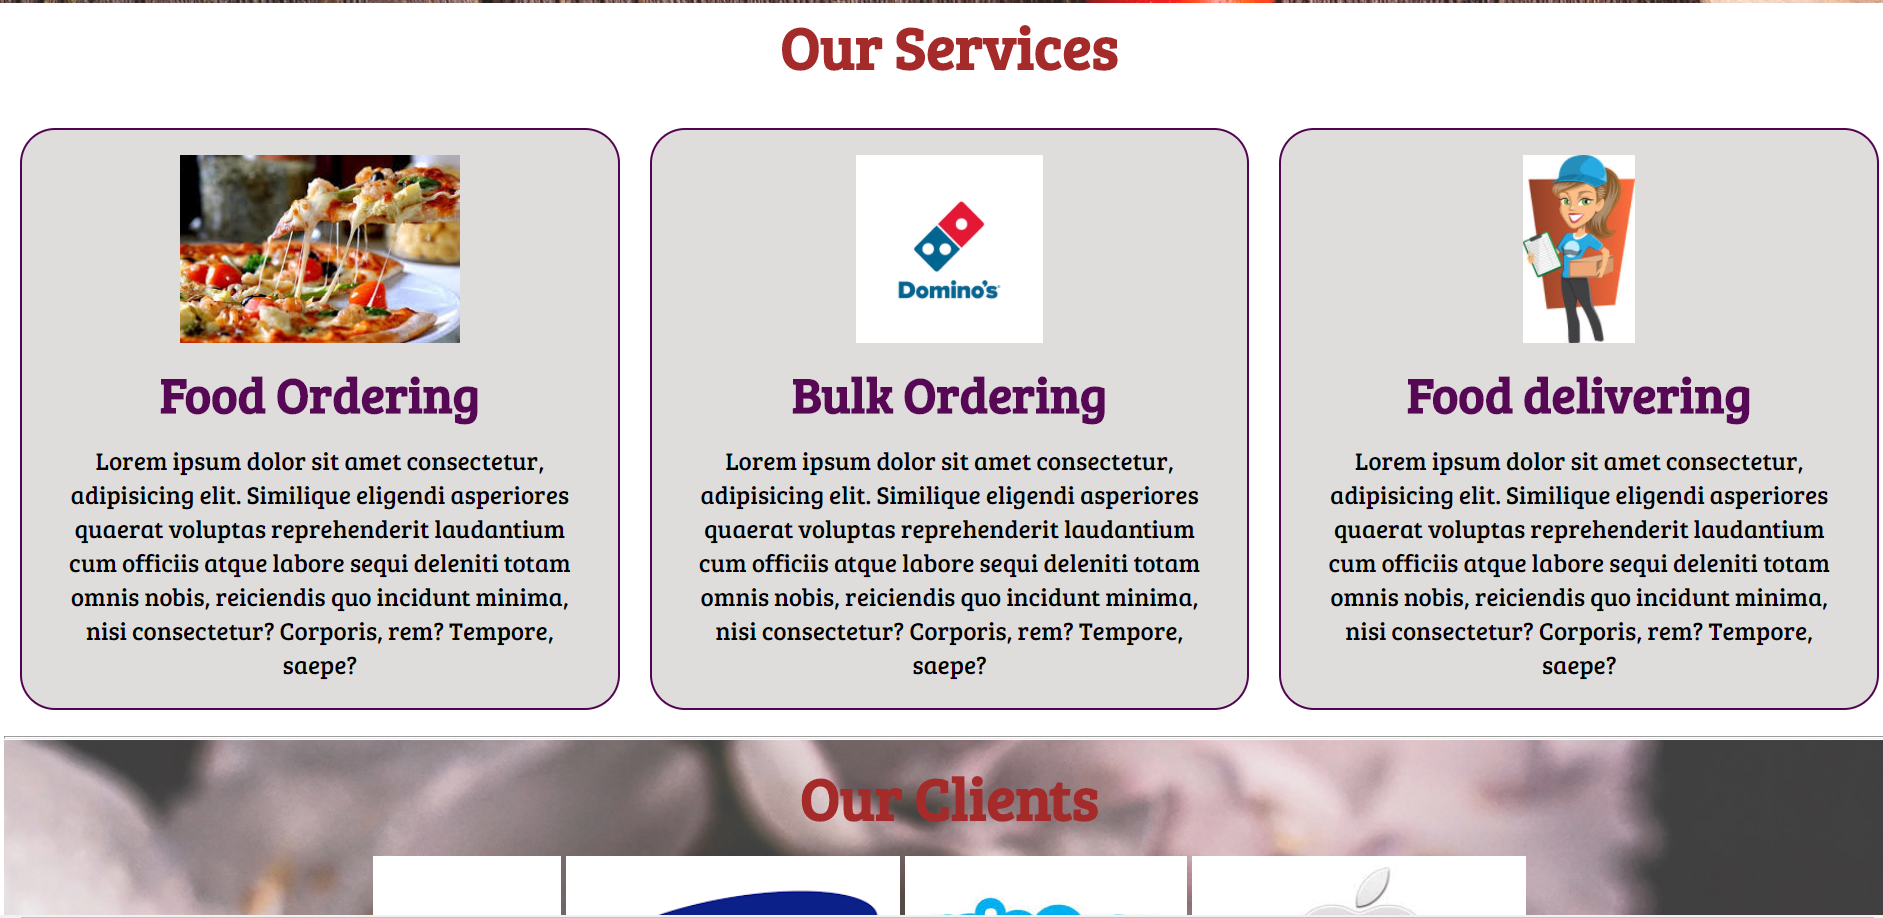 Our Services
Domino's
Food Ordering
Lorem ipsum dolor sit amet consectetur,
adipisicing elit. Similique eligendi asperiores
quaerat voluptas reprehenderit laudantium
cum officiis atque labore sequi deleniti totam
omnis nobis, reiciendis quo incidunt minima,
nisi consectetur? Corporis, rem? Tempore,
saepe?
Bulk Ordering
Lorem ipsum dolor sit amet consectetur,
adipisicing elit. Similique eligendi asperiores
quaerat voluptas reprehenderit laudantium
cum officiis atque labore sequi deleniti totam
omnis nobis, reiciendis quo incidunt minima,
nisi consectetur? Corporis, rem? Tempore,
saepe?
Food delivering
Lorem ipsum dolor sit amet consectetur,
adipisicing elit. Similique eligendi asperiores
quaerat voluptas reprehenderit laudantium
cum officiis atque labore sequi deleniti totam
omnis nobis, reiciendis quo incidunt minima,
nisi consectetur? Corporis, rem? Tempore,
saepe?
Our Clients